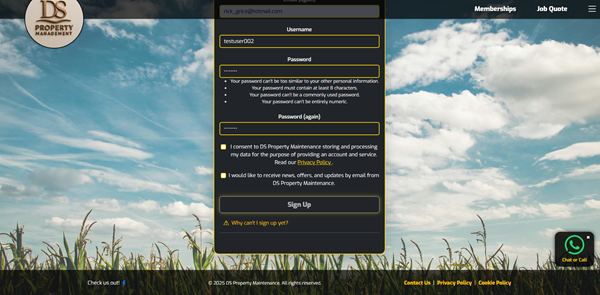 DS
PROPERTY
MANAGEMENT
Memberships
Job Quote
rick_grice@hotmail.com
Username
testuser002
Password
Your password can't be too similar to your other personal information.
Your password must contain at least 8 characters.
Your password can't be a commonly used password.
Your password can't be entirely numeric.
Password (again)
I consent to DS Property Maintenance storing and processing
my data for the purpose of providing an account and service.
Read our Privacy Policy.
I would like to receive news, offers, and updates by email from
DS Property Maintenance.
Sign Up
⚠ Why can't I sign up yet?
Chat or Call
Check us out! f
© 2025 DS Property Maintenance. All rights reserved.
Contact Us | Privacy Policy | Cookie Policy